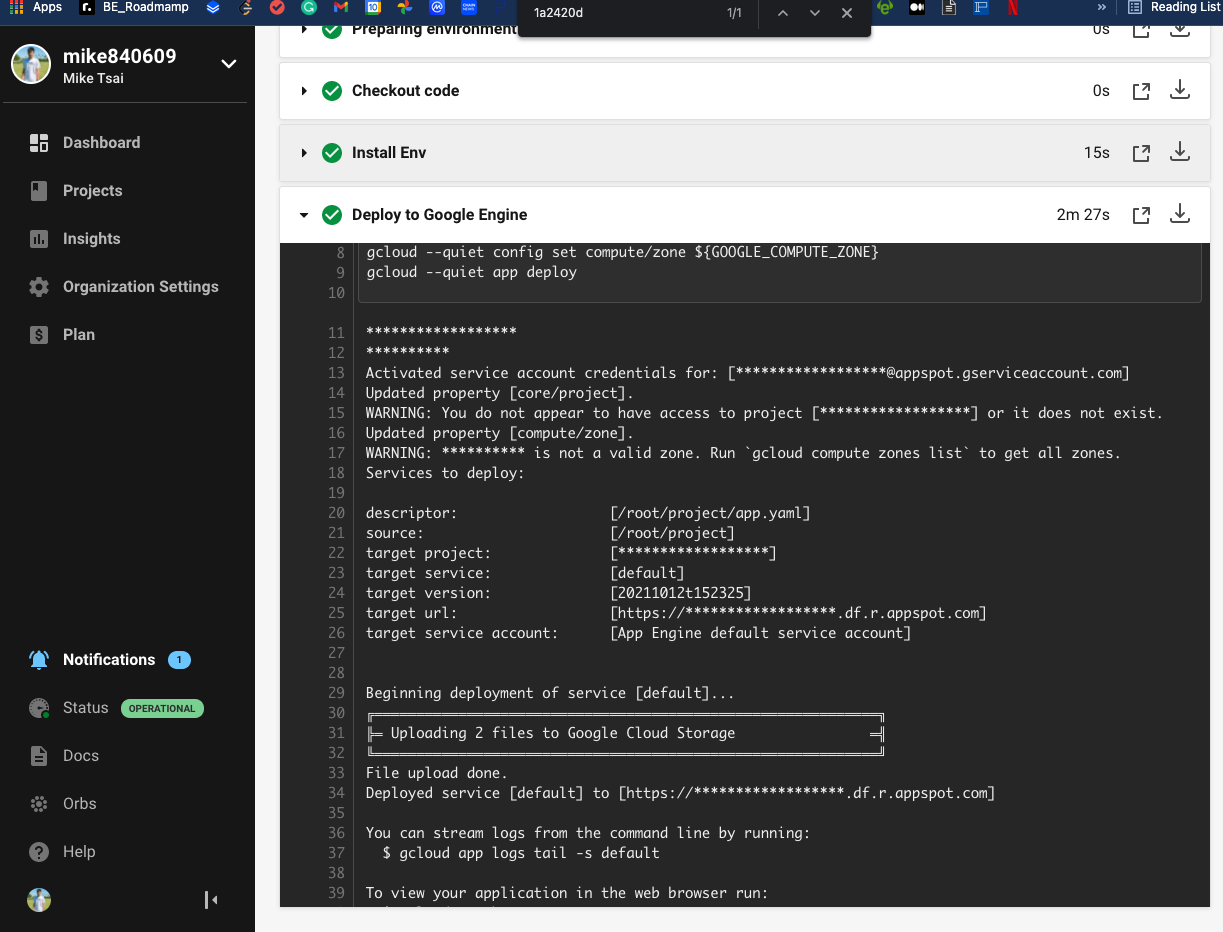 Apps
BE_Roadmamp
1a2420d
1/1
Reading List
mike840609
Mike Tsai
Dashboard
Projects
Insights
Organization Settings
Plan
Notifications 1
Status OPERATIONAL
Docs
Orbs
Help
Preparing environment 0s
Checkout code 0s
Install Env 15s
Deploy to Google Engine 2m 27s
8 gcloud --quiet config set compute/zone ${GOOGLE_COMPUTE_ZONE}
9 gcloud --quiet app deploy
10
11 ******************
12 **********
13 Activated service account credentials for: [******************@appspot.gserviceaccount.com]
14 Updated property [core/project].
15 WARNING: You do not appear to have access to project [******************] or it does not exist.
16 Updated property [compute/zone].
17 WARNING: ********** is not a valid zone. Run `gcloud compute zones list` to get all zones.
18 Services to deploy:
19
20 descriptor: [/root/project/app.yaml]
21 source: [/root/project]
22 target project: [******************]
23 target service: [default]
24 target version: [20211012t152325]
25 target url: [https://******************.df.r.appspot.com]
26 target service account: [App Engine default service account]
27
28
29 Beginning deployment of service [default]...
30
31 Uploading 2 files to Google Cloud Storage
32
33 File upload done.
34 Deployed service [default] to [https://******************.df.r.appspot.com]
35
36 You can stream logs from the command line by running:
37 $ gcloud app logs tail -s default
38
39 To view your application in the web browser run: